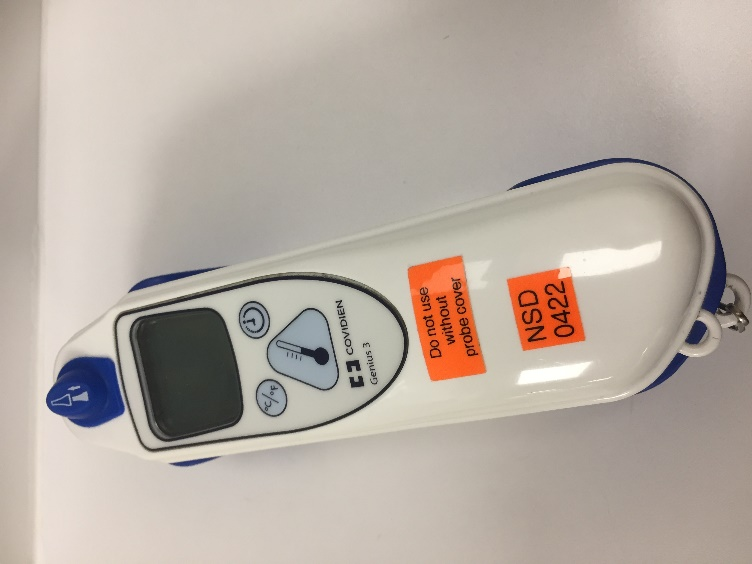 °C/°F
COVIDIEN
Genius 3
Do not use
without
probe cover
NSD
0422